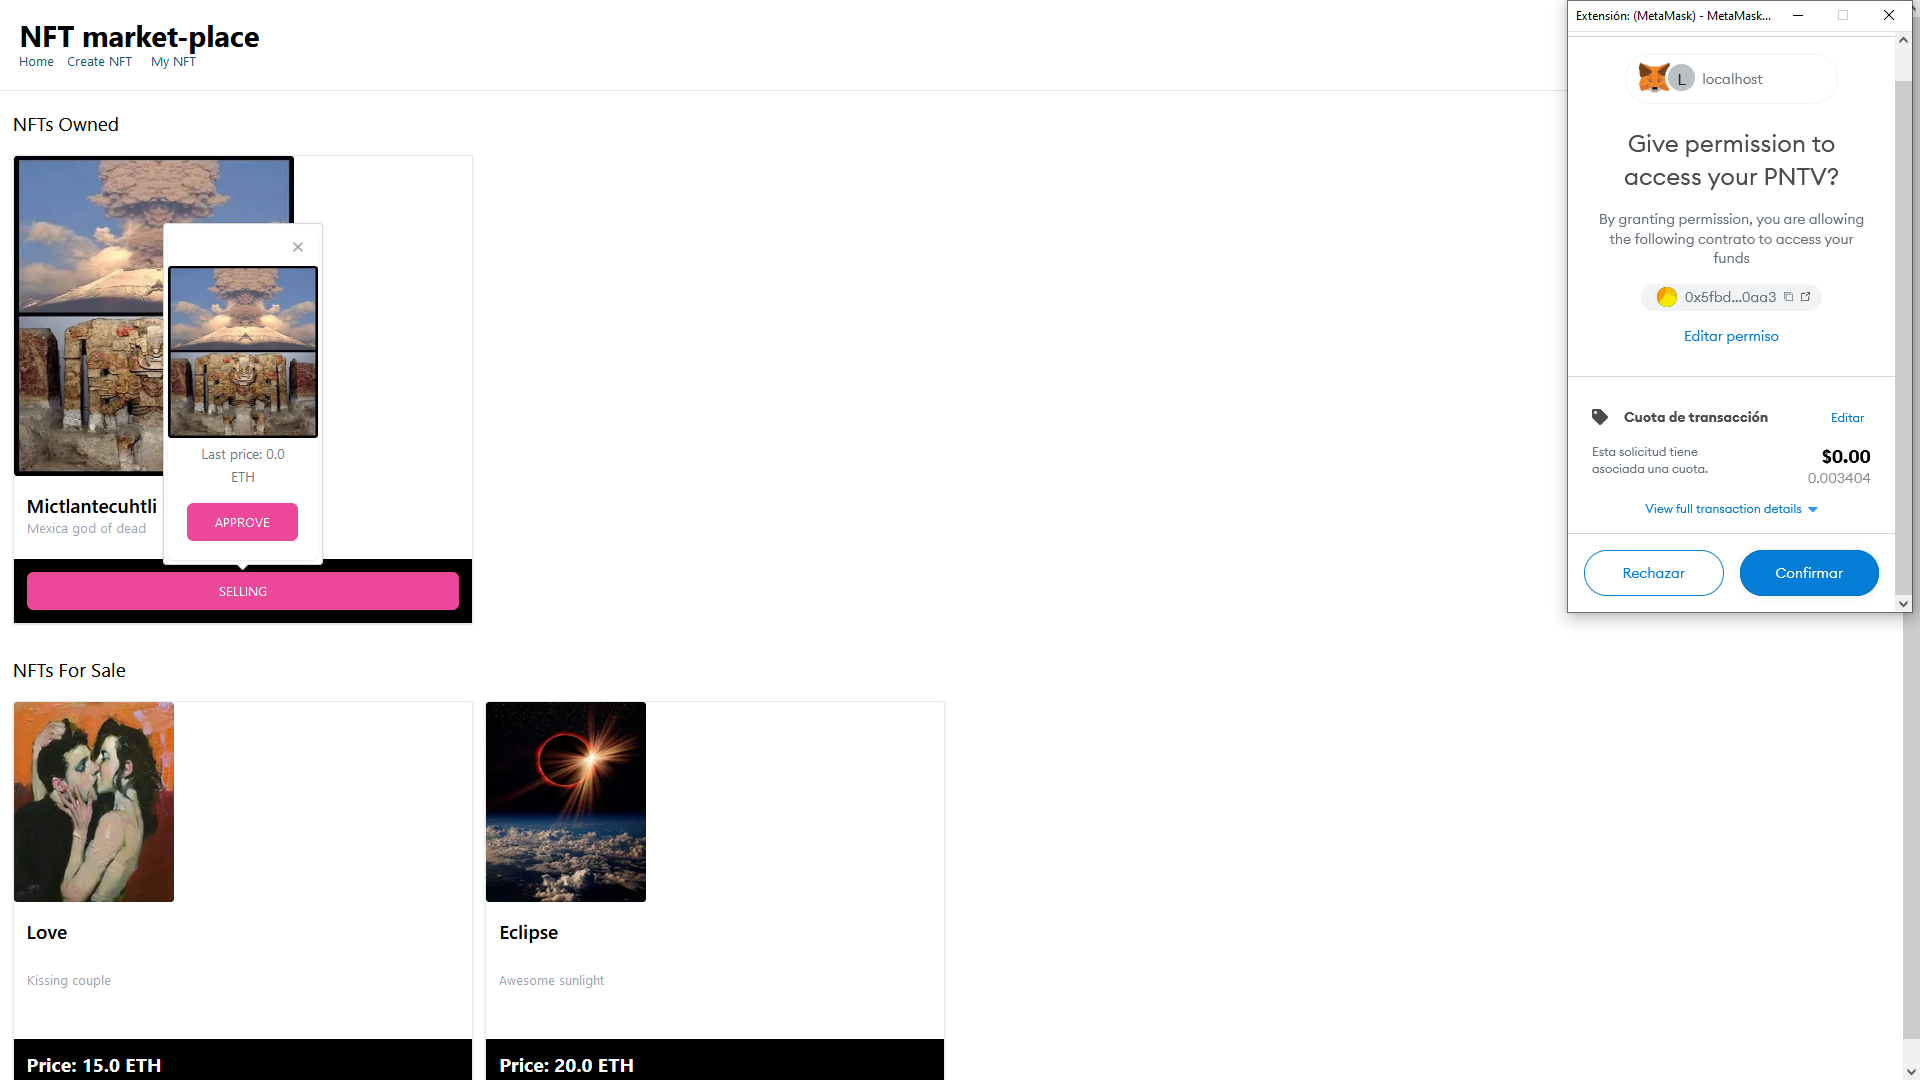 NFT market-place
Home Create NFT My NFT
NFTs Owned
Last price: 0.0
ETH
APPROVE
Mictlantecuhtli
Mexica god of dead
SELLING
NFTs For Sale
Love
Kissing couple
Price: 15.0 ETH
Eclipse
Awesome sunlight
Price: 20.0 ETH
Extensión: (MetaMask) - MetaMask...
L localhost
Give permission to
access your PNTV?
By granting permission, you are allowing
the following contrato to access your
funds
0x5fbd...0aa3
Editar permiso
Cuota de transacción Editar
Esta solicitud tiene
asociada una cuota.
$0.00
0.003404
View full transaction details
Rechazar Confirmar